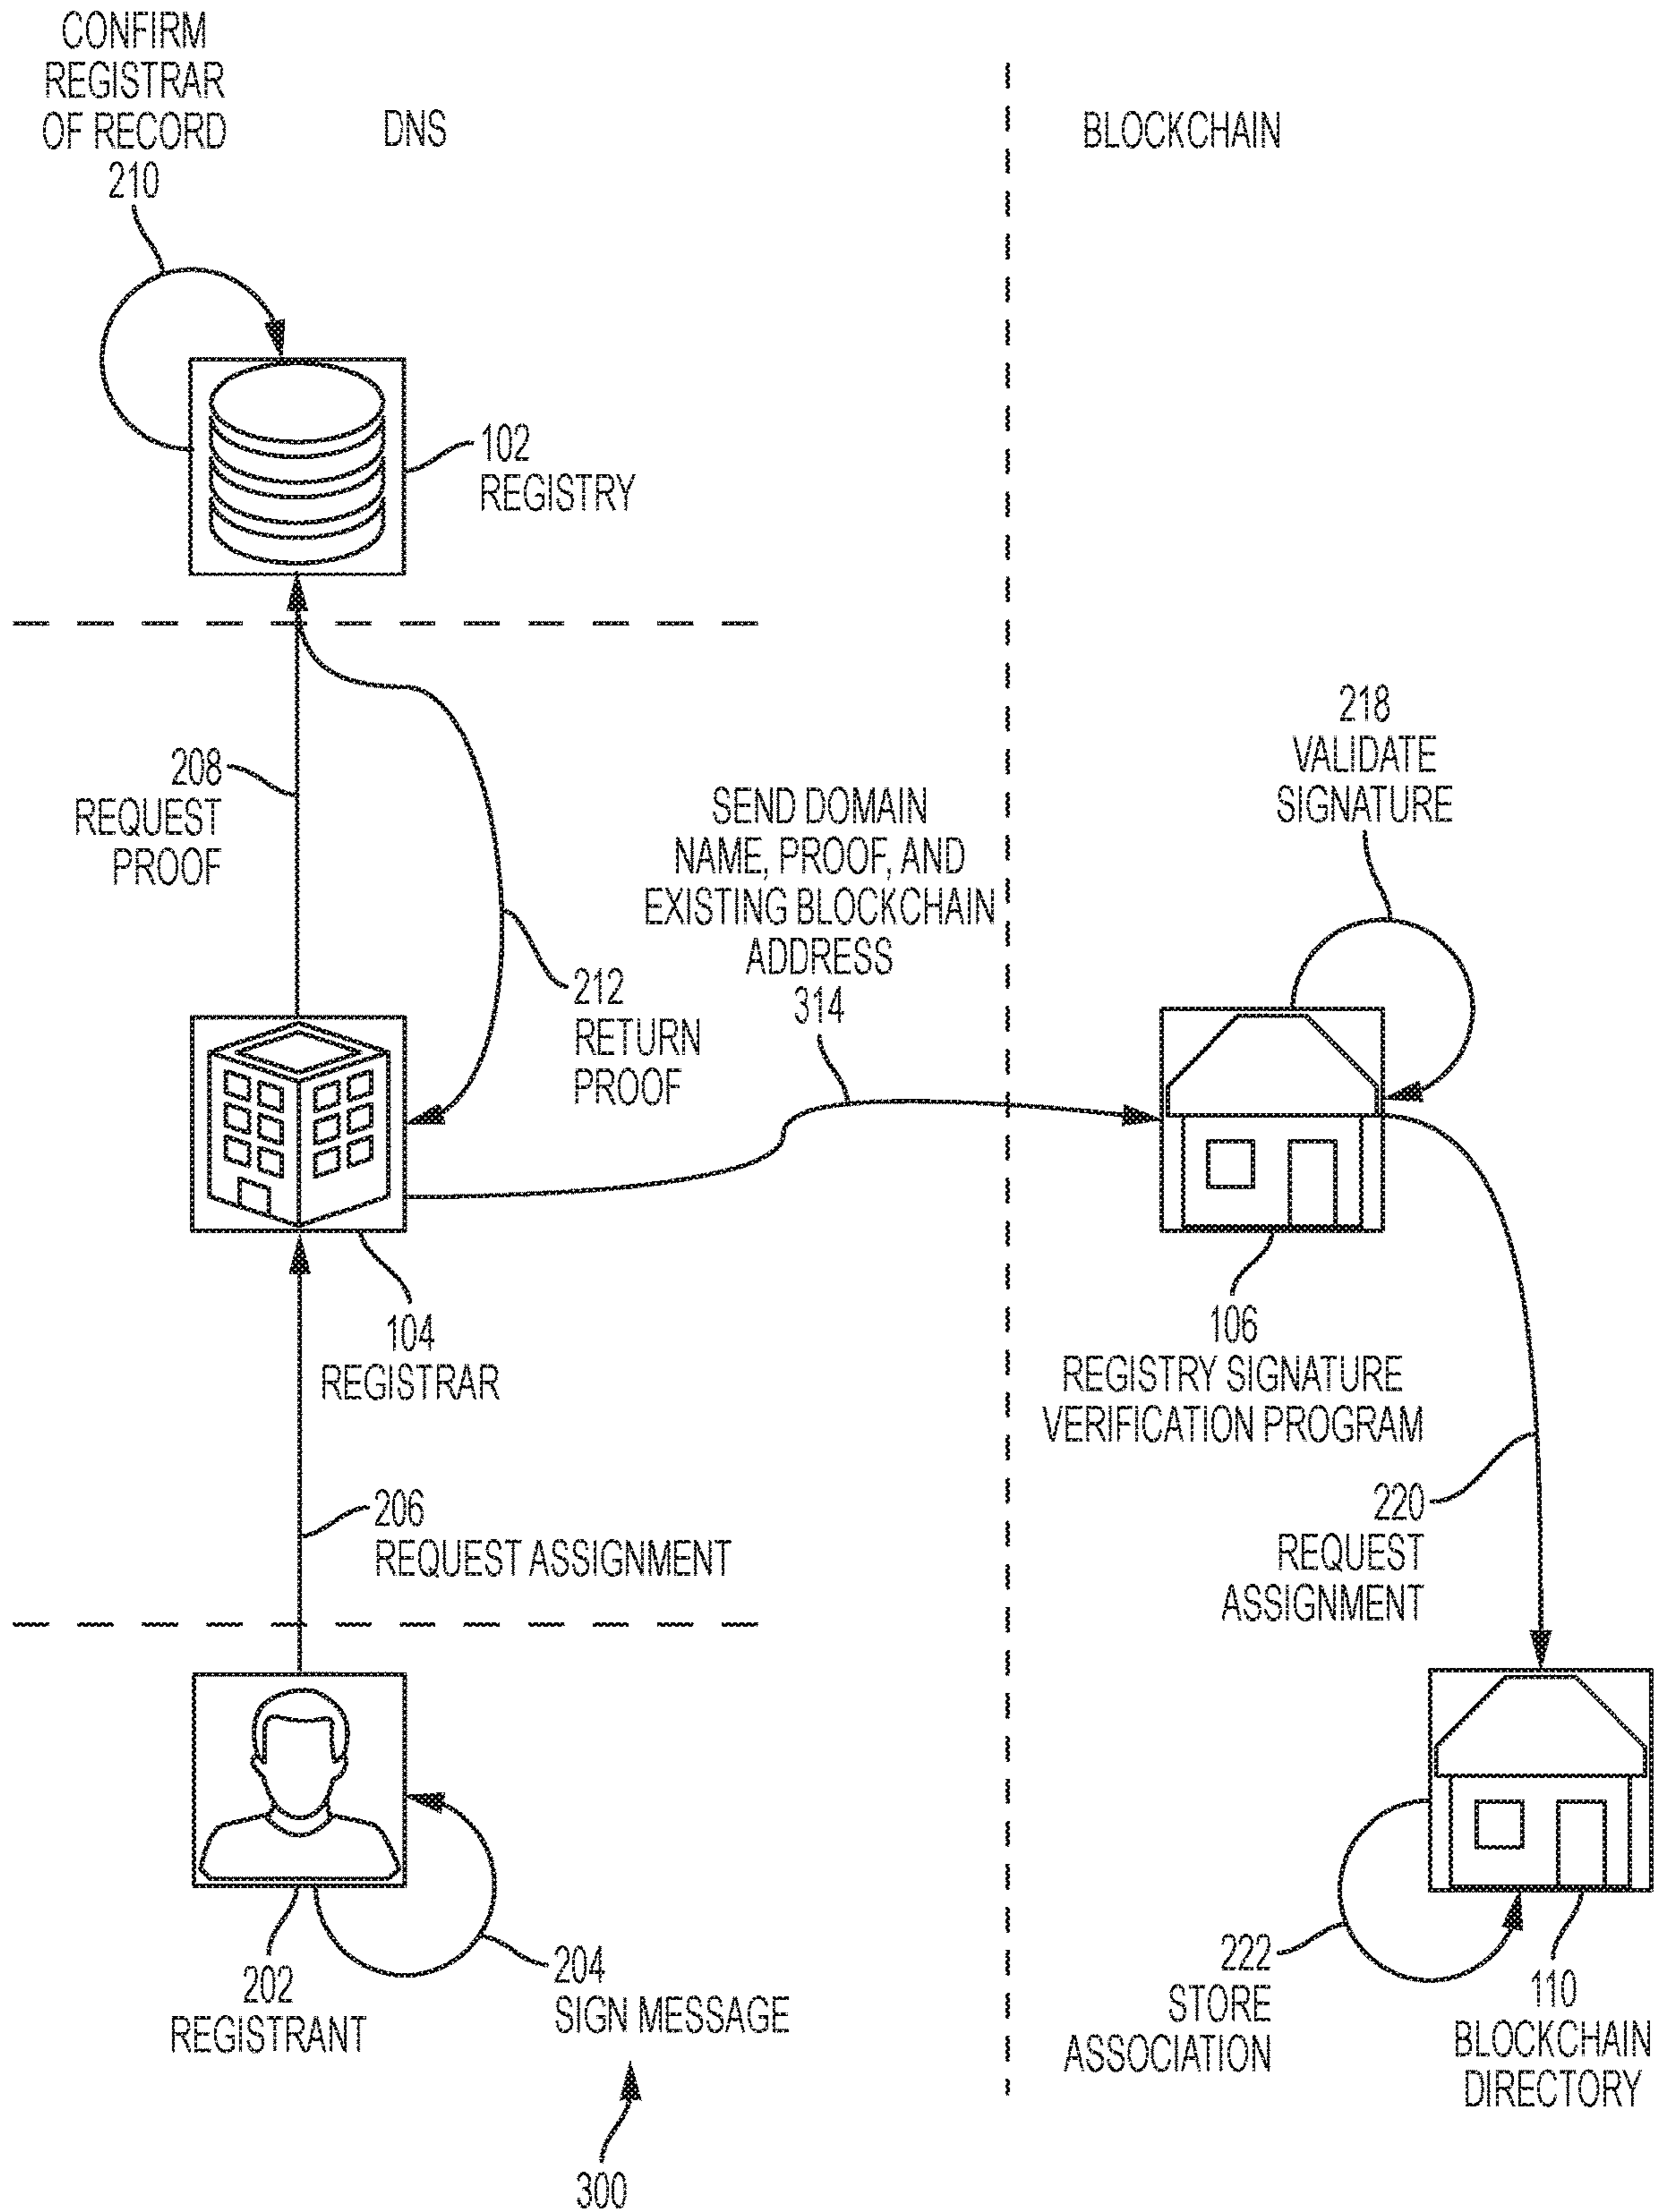 CONFIRM
REGISTRAR
OF RECORD
210
DNS
BLOCKCHAIN
102
REGISTRY
208
REQUEST
PROOF
212
RETURN
PROOF
SEND DOMAIN
NAME, PROOF, AND
EXISTING BLOCKCHAIN
ADDRESS
314
218
VALIDATE
SIGNATURE
104
REGISTRAR
106
REGISTRY SIGNATURE
VERIFICATION PROGRAM
206
REQUEST ASSIGNMENT
220
REQUEST
ASSIGNMENT
202
REGISTRANT
204
SIGN MESSAGE
222
STORE
ASSOCIATION
110
BLOCKCHAIN
DIRECTORY
300